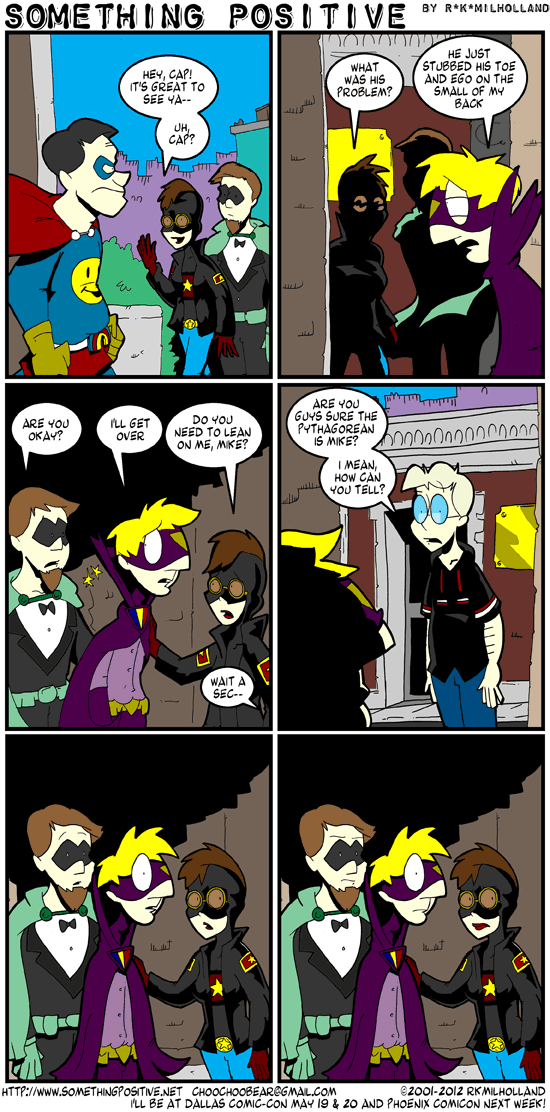 SOMETHING POSITIVE BY R*K*MILHOLLAND
HEY, CAP!
IT'S GREAT TO
SEE YA--
UH,
CAP?
WHAT
WAS HIS
PROBLEM?
HE JUST
STUBBED HIS TOE
AND EGO ON THE
SMALL OF MY
BACK
ARE YOU
OKAY?
I'LL GET
OVER
DO YOU
NEED TO LEAN
ON ME, MIKE?
WAIT A
SEC--
ARE YOU
GUYS SURE THE
PYTHAGOREAN
IS MIKE?
I MEAN,
HOW CAN
YOU TELL?
HTTP://WWW.SOMETHINGPOSITIVE.NET CHOOCHOOBEAR@GMAIL.COM ©2001-2012 RKMILHOLLAND
I'LL BE AT DALLAS COMIC-CON MAY 19 & 20 AND PHOENIX COMICON NEXT WEEK!